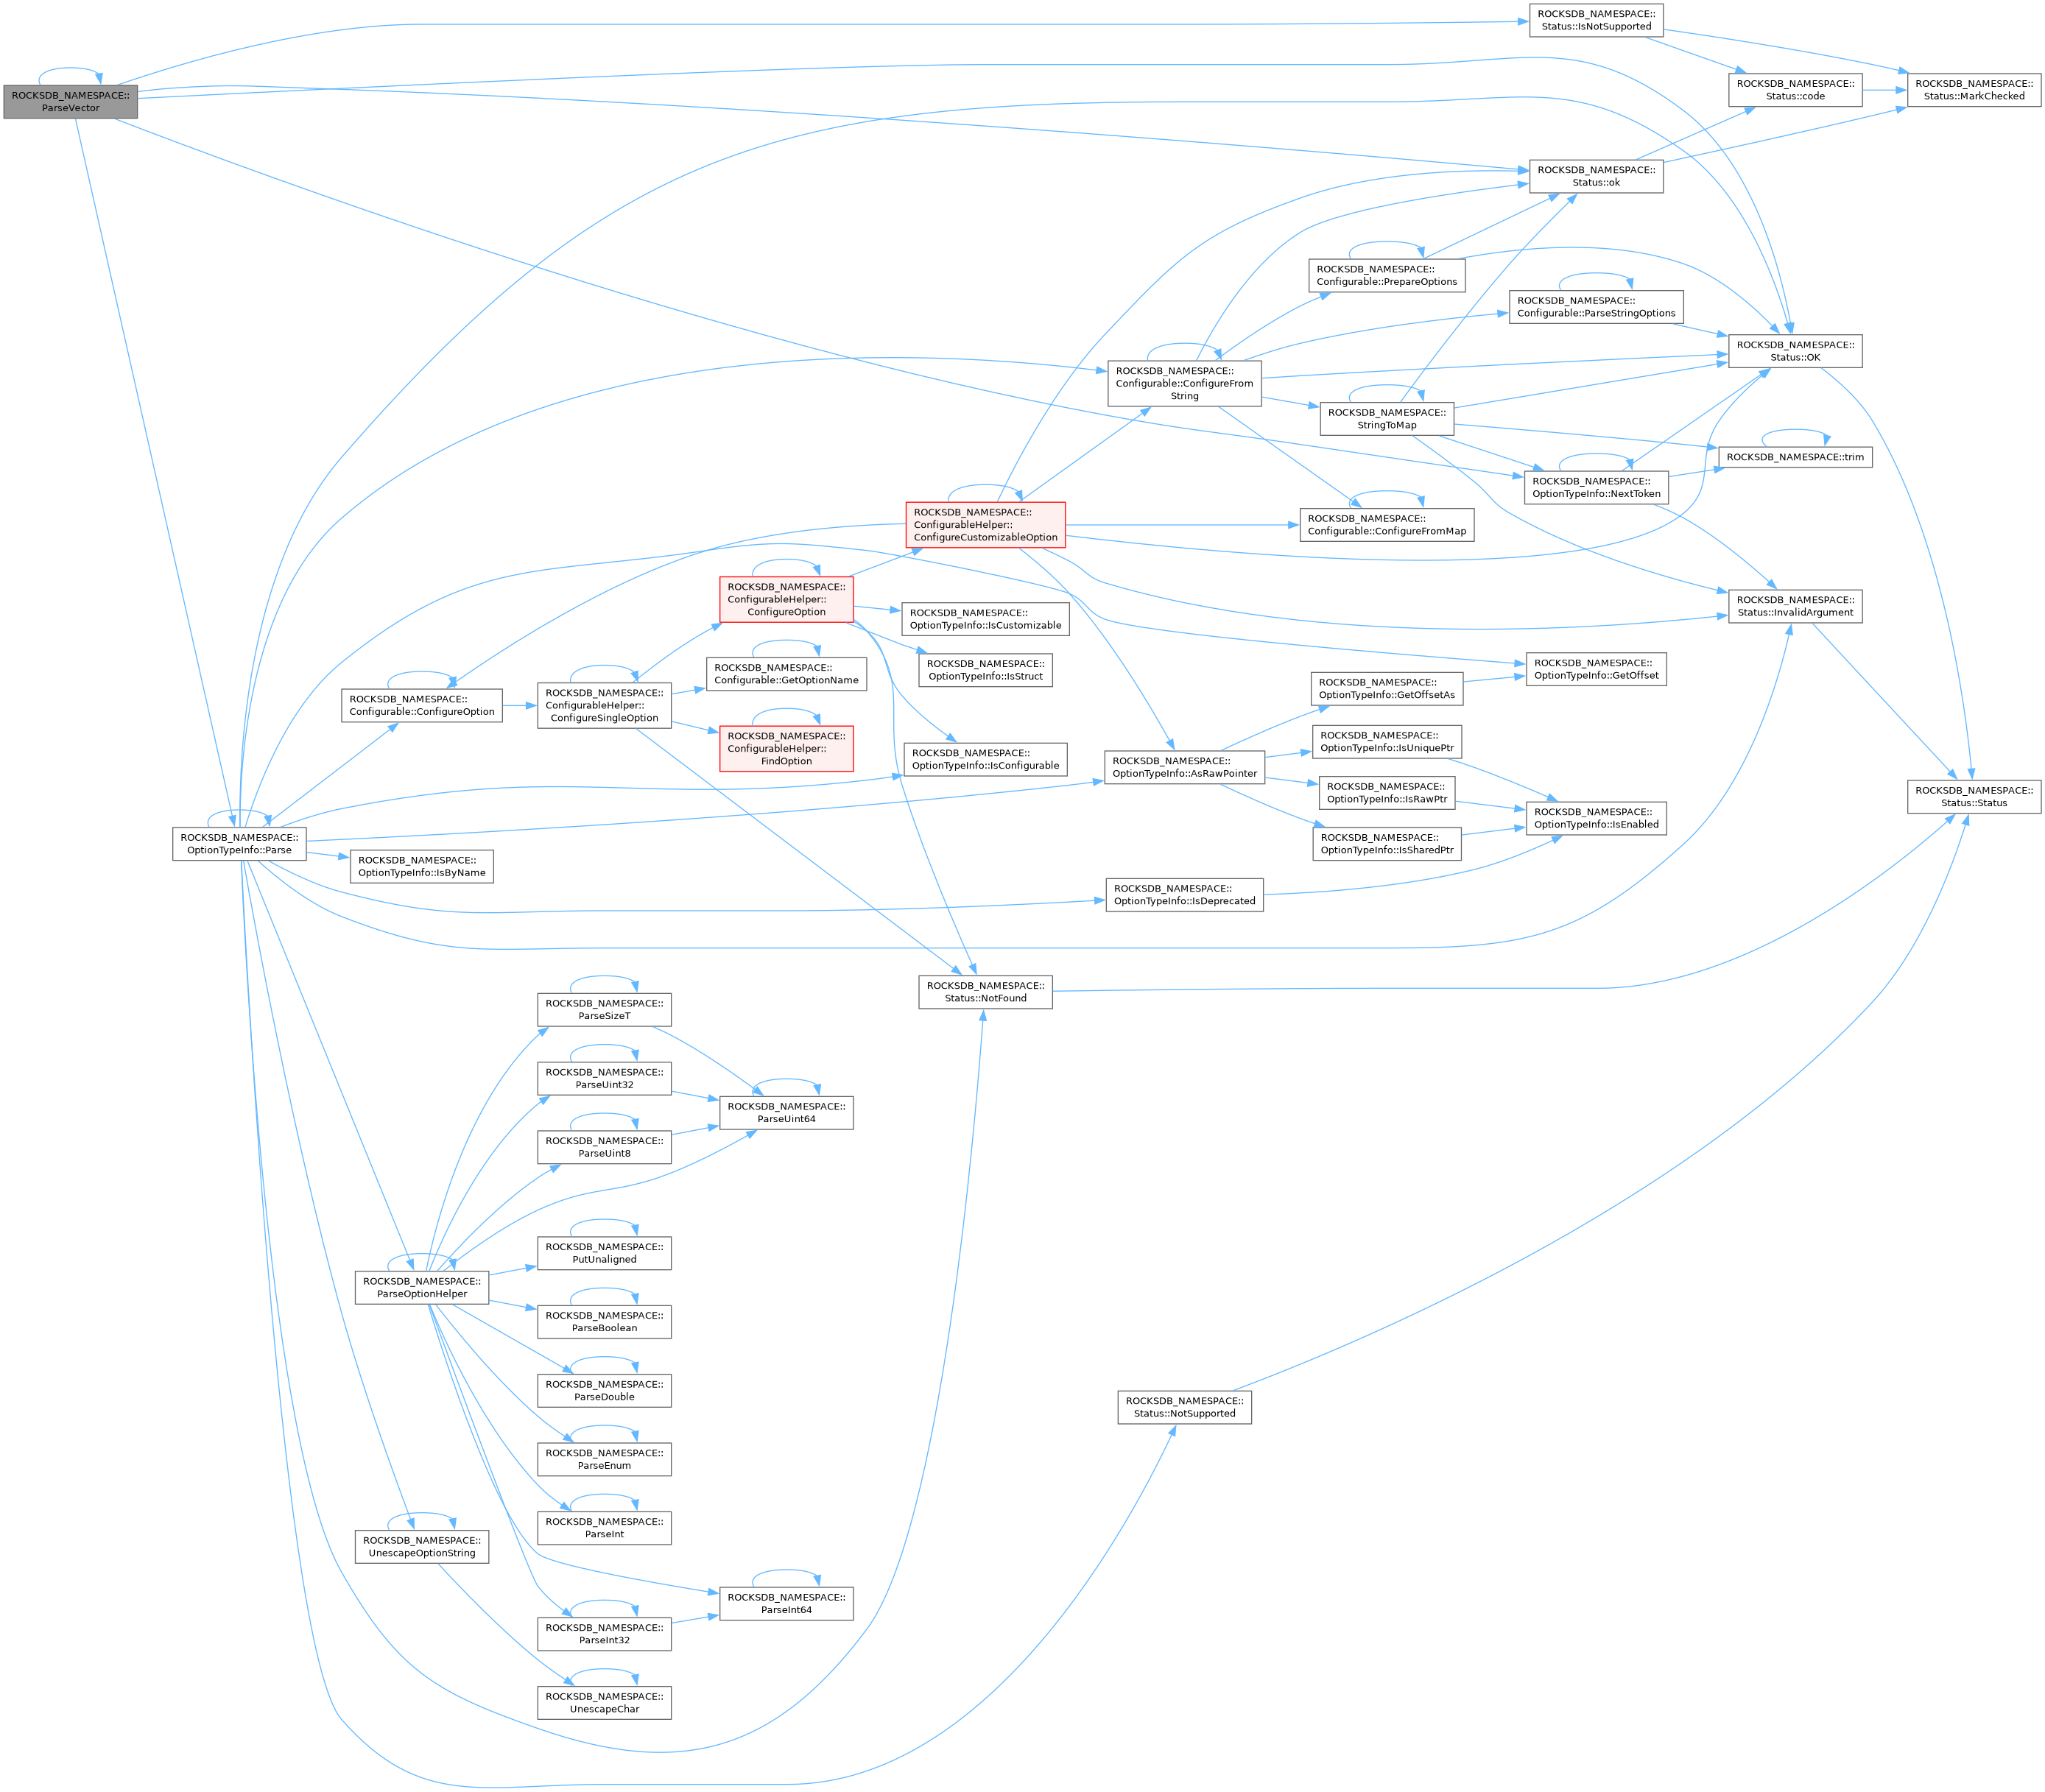 ROCKSDB_NAMESPACE::
ParseVector
ROCKSDB_NAMESPACE::
Status::IsNotSupported
ROCKSDB_NAMESPACE::
Status::code
ROCKSDB_NAMESPACE::
Status::MarkChecked
ROCKSDB_NAMESPACE::
Status::ok
ROCKSDB_NAMESPACE::
Configurable::PrepareOptions
ROCKSDB_NAMESPACE::
Configurable::ParseStringOptions
ROCKSDB_NAMESPACE::
Status::OK
ROCKSDB_NAMESPACE::
Configurable::ConfigureFrom
String
ROCKSDB_NAMESPACE::
StringToMap
ROCKSDB_NAMESPACE::trim
ROCKSDB_NAMESPACE::
OptionTypeInfo::NextToken
ROCKSDB_NAMESPACE::
ConfigurableHelper::
ConfigureCustomizableOption
ROCKSDB_NAMESPACE::
Configurable::ConfigureFromMap
ROCKSDB_NAMESPACE::
ConfigurableHelper::
ConfigureOption
ROCKSDB_NAMESPACE::
OptionTypeInfo::IsCustomizable
ROCKSDB_NAMESPACE::
Status::InvalidArgument
ROCKSDB_NAMESPACE::
Configurable::GetOptionName
ROCKSDB_NAMESPACE::
OptionTypeInfo::IsStruct
ROCKSDB_NAMESPACE::
OptionTypeInfo::GetOffset
ROCKSDB_NAMESPACE::
Configurable::ConfigureOption
ROCKSDB_NAMESPACE::
ConfigurableHelper::
ConfigureSingleOption
ROCKSDB_NAMESPACE::
OptionTypeInfo::GetOffsetAs
ROCKSDB_NAMESPACE::
ConfigurableHelper::
FindOption
ROCKSDB_NAMESPACE::
OptionTypeInfo::IsConfigurable
ROCKSDB_NAMESPACE::
OptionTypeInfo::AsRawPointer
ROCKSDB_NAMESPACE::
OptionTypeInfo::IsUniquePtr
ROCKSDB_NAMESPACE::
OptionTypeInfo::IsRawPtr
ROCKSDB_NAMESPACE::
Status::Status
ROCKSDB_NAMESPACE::
OptionTypeInfo::IsEnabled
ROCKSDB_NAMESPACE::
OptionTypeInfo::Parse
ROCKSDB_NAMESPACE::
OptionTypeInfo::IsSharedPtr
ROCKSDB_NAMESPACE::
OptionTypeInfo::IsByName
ROCKSDB_NAMESPACE::
OptionTypeInfo::IsDeprecated
ROCKSDB_NAMESPACE::
Status::NotFound
ROCKSDB_NAMESPACE::
ParseSizeT
ROCKSDB_NAMESPACE::
ParseUint32
ROCKSDB_NAMESPACE::
ParseUint64
ROCKSDB_NAMESPACE::
ParseUint8
ROCKSDB_NAMESPACE::
PutUnaligned
ROCKSDB_NAMESPACE::
ParseOptionHelper
ROCKSDB_NAMESPACE::
ParseBoolean
ROCKSDB_NAMESPACE::
ParseDouble
ROCKSDB_NAMESPACE::
Status::NotSupported
ROCKSDB_NAMESPACE::
ParseEnum
ROCKSDB_NAMESPACE::
ParseInt
ROCKSDB_NAMESPACE::
UnescapeOptionString
ROCKSDB_NAMESPACE::
ParseInt64
ROCKSDB_NAMESPACE::
ParseInt32
ROCKSDB_NAMESPACE::
UnescapeChar